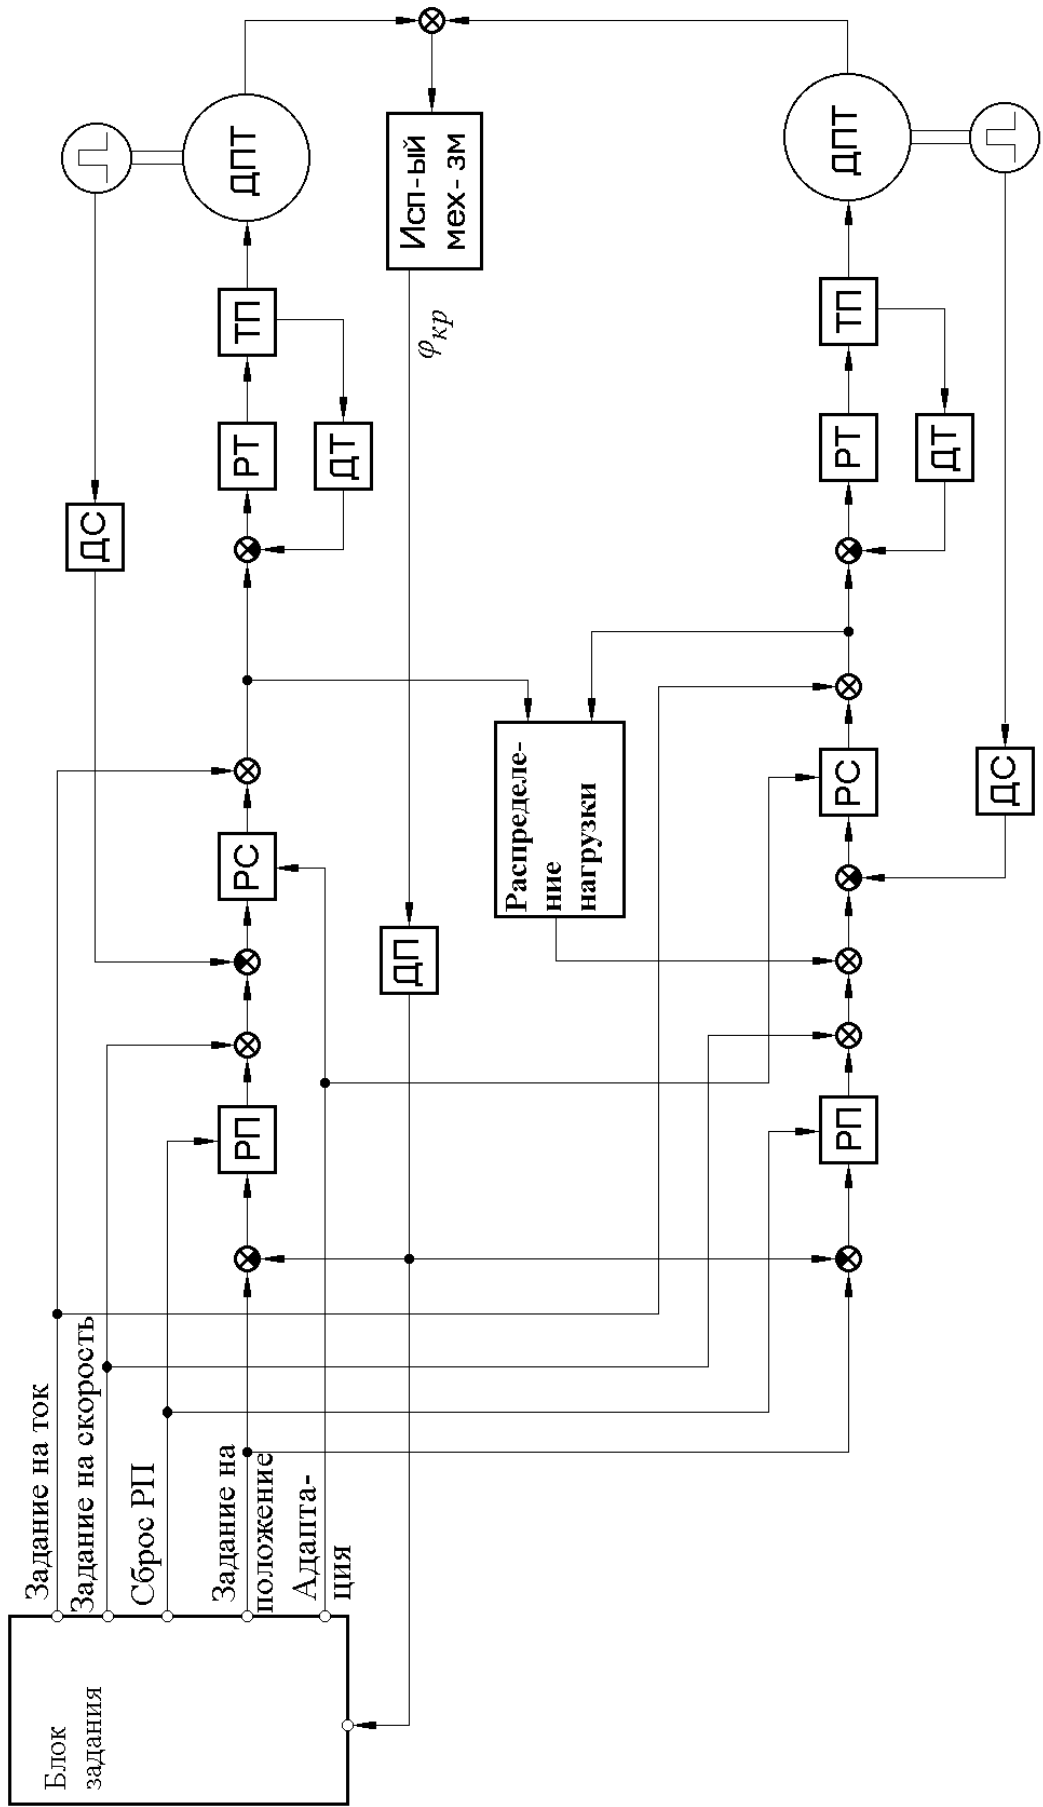 Блок
задания
Задание на ток
Задание на скорость
Сброс РП
Задание на
положение
Адапта-
ция
РП
РС
ДС
РТ
ДТ
ТП
ДПТ
ДП
φкр
Исп-ый
мех-зм
Распределе-
ние
нагрузки
РП
РС
ДС
РТ
ДТ
ТП
ДПТ